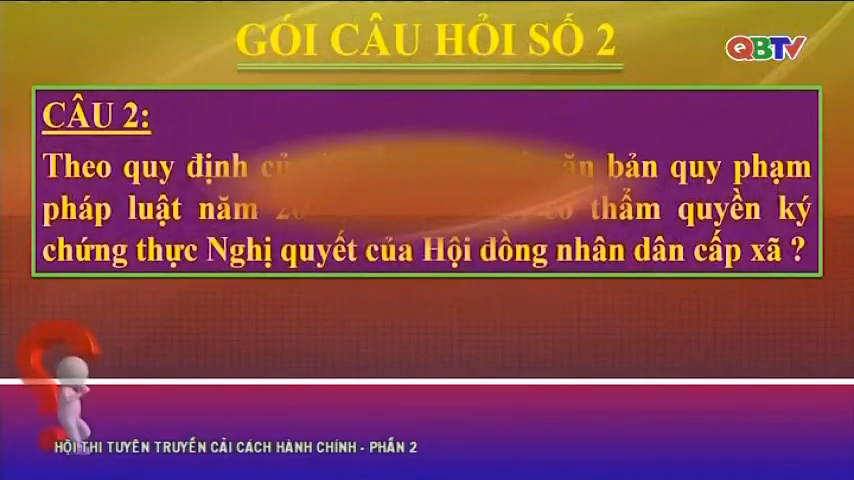 GÓI CÂU HỎI SỐ 2
QBTV
CÂU 2:
Theo quy định bản quy phạm
pháp luật năm thẩm quyền ký
chứng thực Nghị quyết của Hội đồng nhân dân cấp xã ?
HỘI THI TUYÊN TRUYỀN CẢI CÁCH HÀNH CHÍNH - PHẦN 2